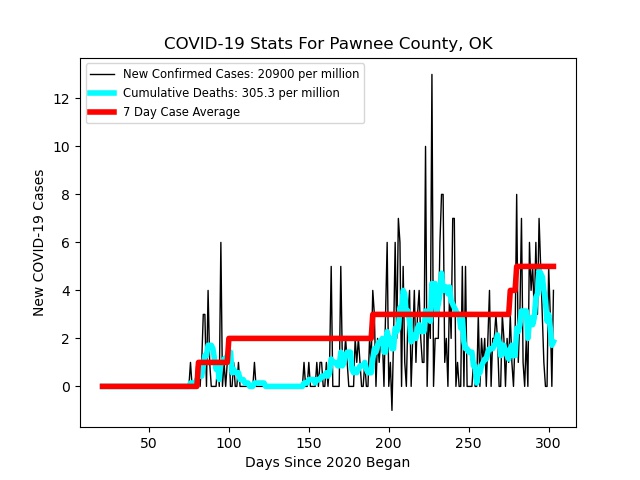 COVID-19 Stats For Pawnee County, OK
New Confirmed Cases: 20900 per million
Cumulative Deaths: 305.3 per million
7 Day Case Average
New COVID-19 Cases
12
10
8
6
4
2
0
50 100 150 200 250 300
Days Since 2020 Began